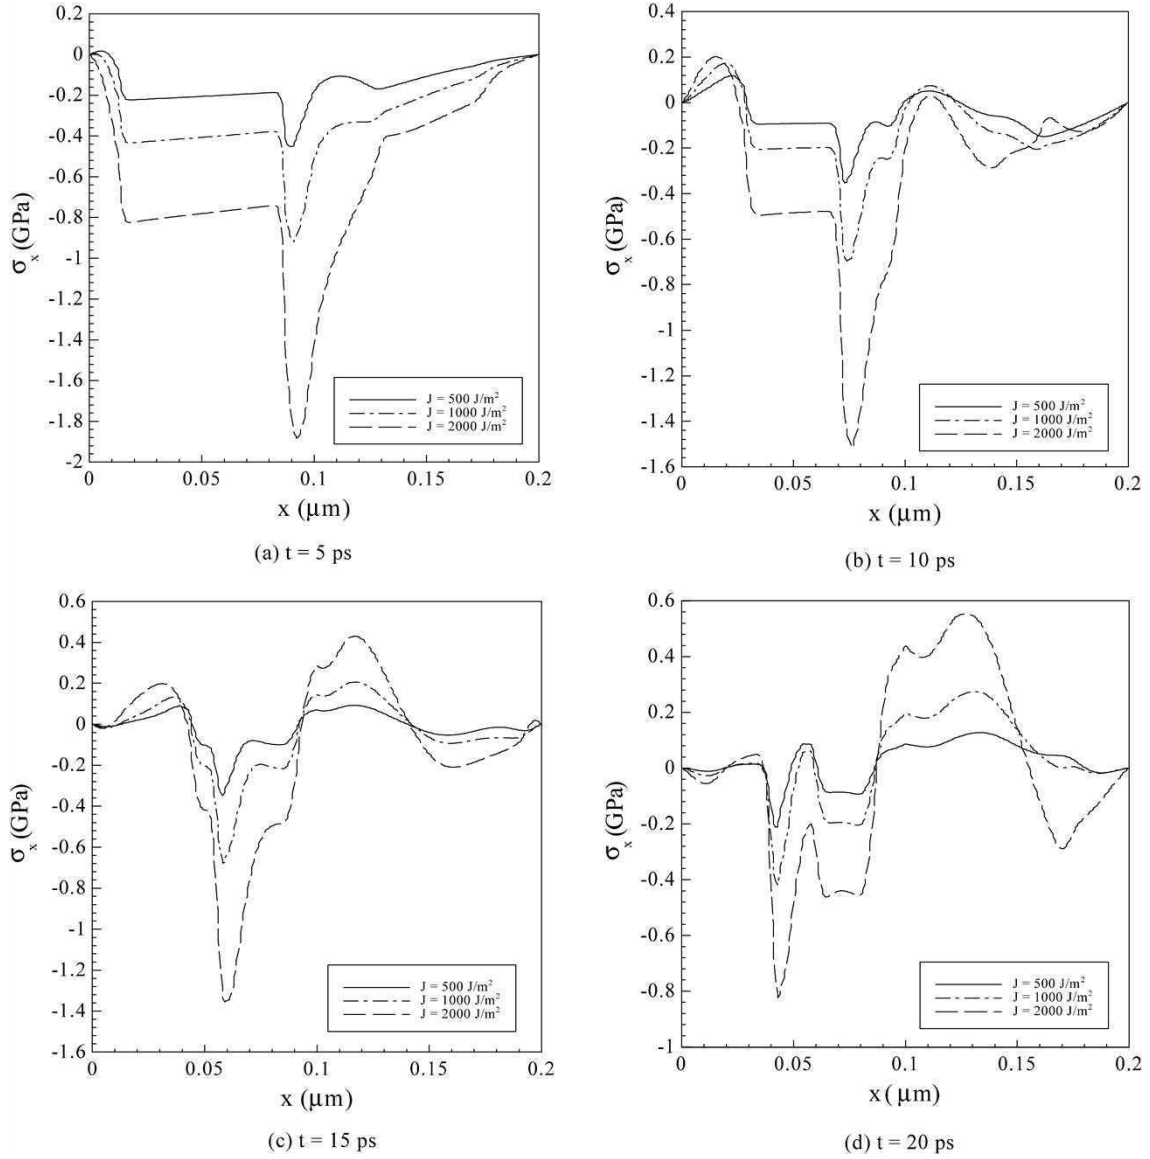 0.2
0
-0.2
-0.4
-0.6
-0.8
-1
-1.2
-1.4
-1.6
-1.8
-2
σx (GPa)
J = 500 J/m²
J = 1000 J/m²
J = 2000 J/m²
0 0.05 0.1 0.15 0.2
x (μm)
(a) t = 5 ps
0.4
0.2
0
-0.2
-0.4
-0.6
-0.8
-1
-1.2
-1.4
-1.6
σx (GPa)
J = 500 J/m²
J = 1000 J/m²
J = 2000 J/m²
0 0.05 0.1 0.15 0.2
x (μm)
(b) t = 10 ps
0.6
0.4
0.2
0
-0.2
-0.4
-0.6
-0.8
-1
-1.2
-1.4
-1.6
σx (GPa)
J = 500 J/m²
J = 1000 J/m²
J = 2000 J/m²
0 0.05 0.1 0.15 0.2
x (μm)
(c) t = 15 ps
0.6
0.4
0.2
0
-0.2
-0.4
-0.6
-0.8
-1
σx (GPa)
J = 500 J/m²
J = 1000 J/m²
J = 2000 J/m²
0 0.05 0.1 0.15 0.2
x ( μm)
(d) t = 20 ps